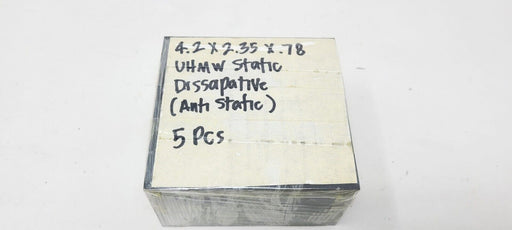 4.2 x 2.35 x .78
UHMW Static
Dissapative
(Anti Static)
5 Pcs